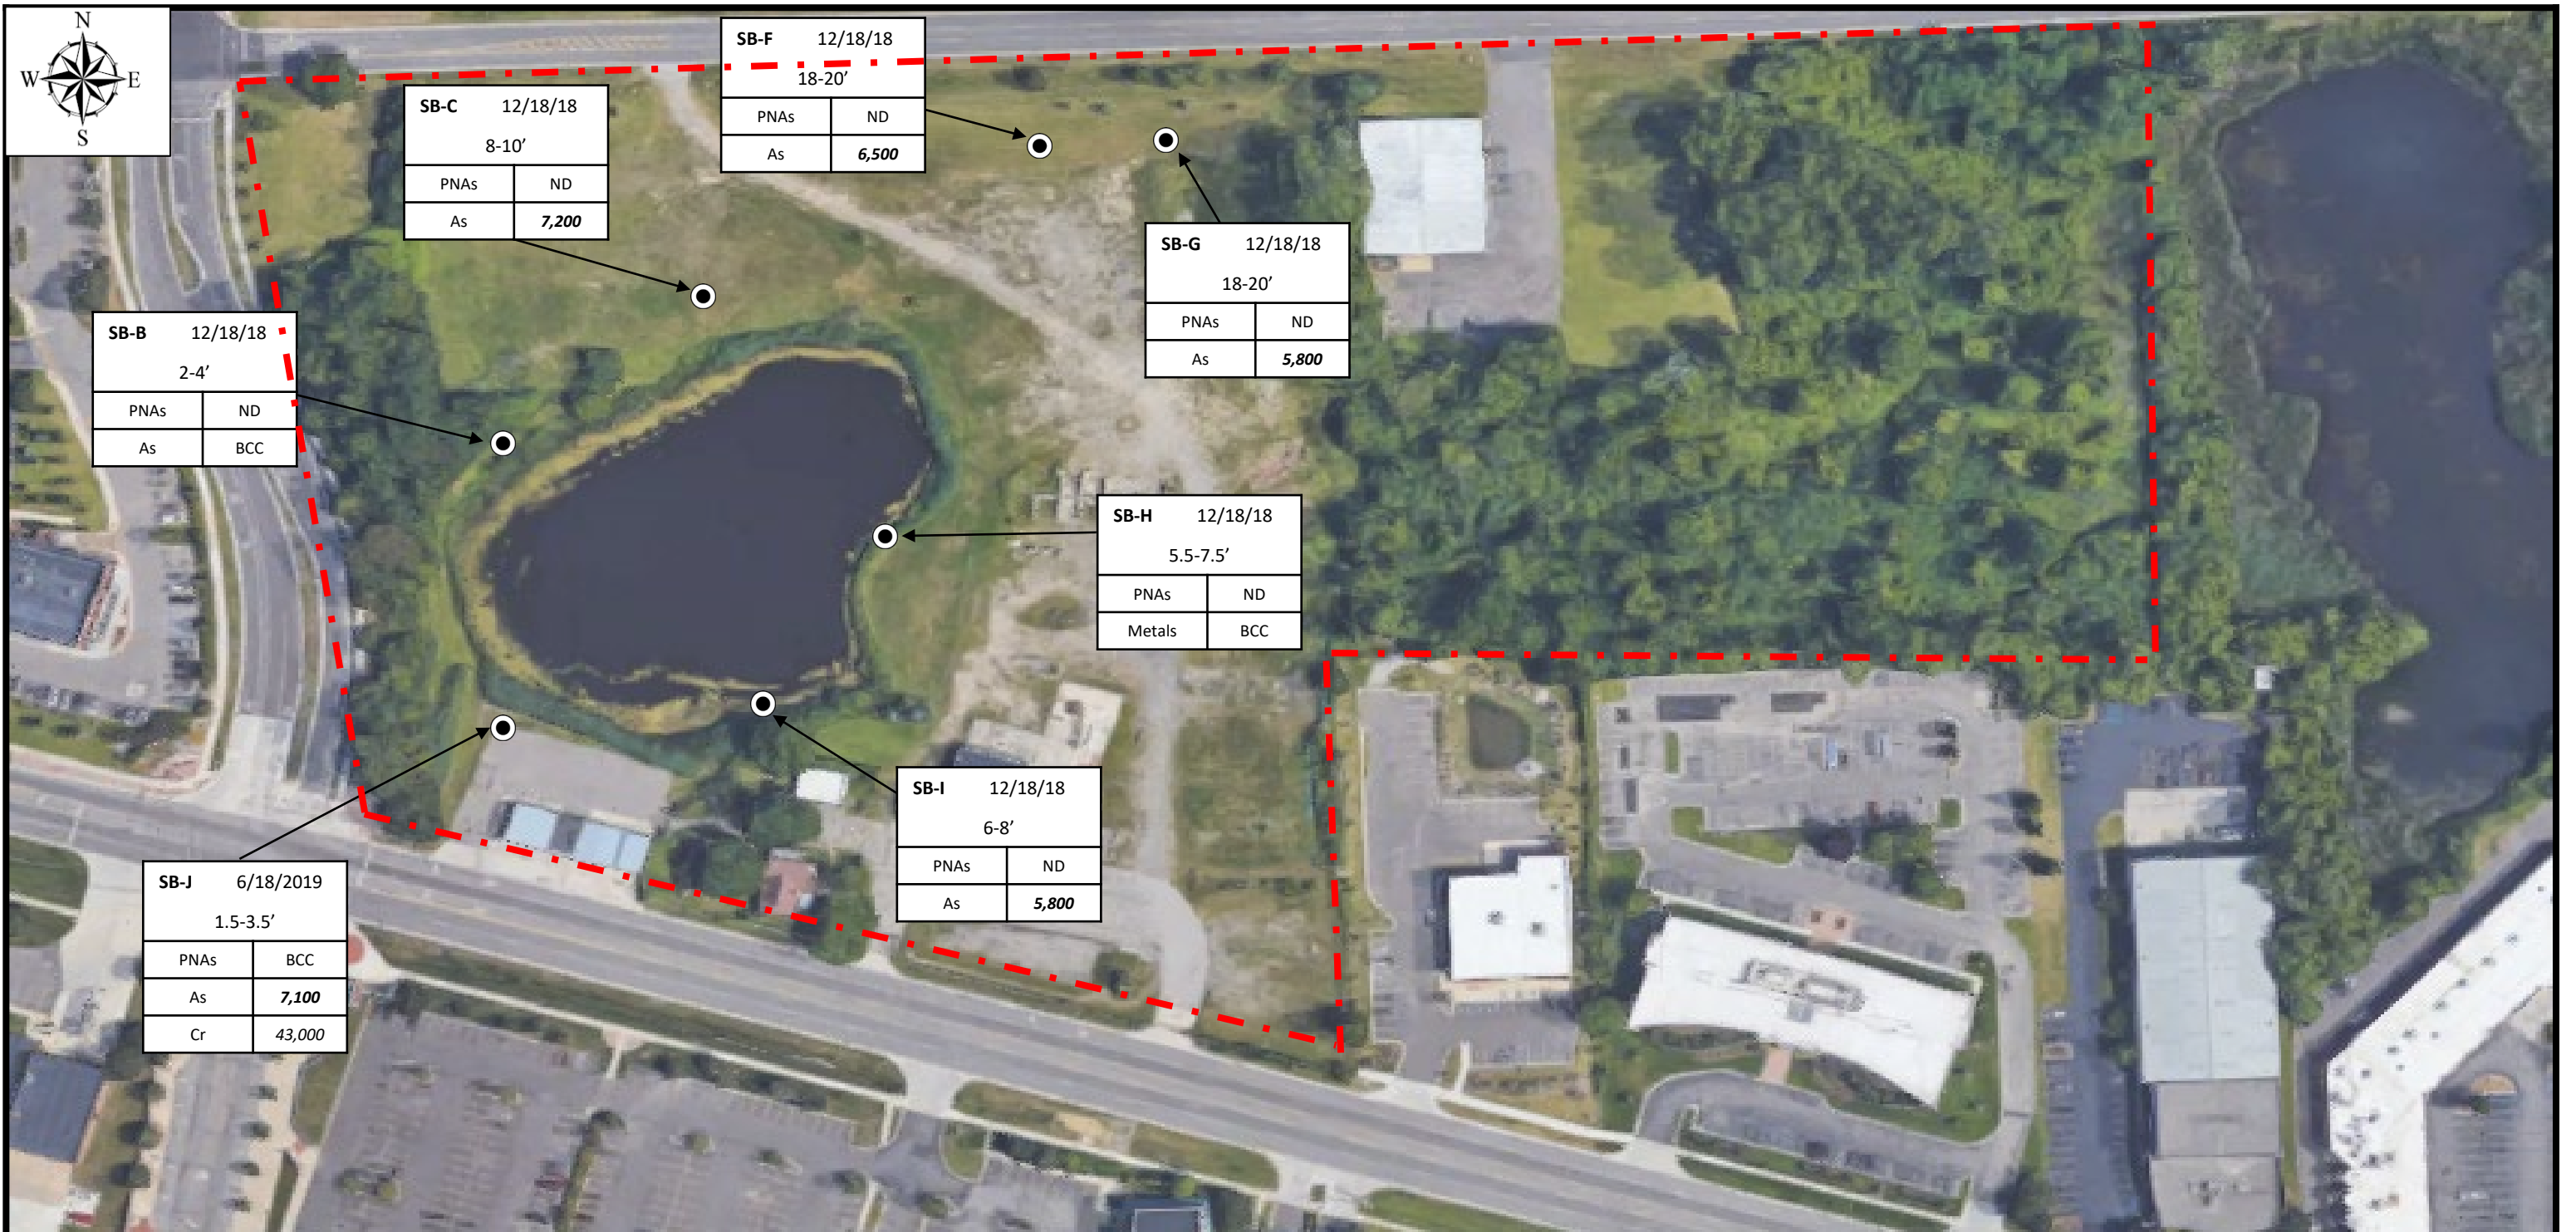 N
W E
S
SB-F 12/18/18
18-20’
PNAs ND
As 6,500
SB-C 12/18/18
8-10’
PNAs ND
As 7,200
SB-G 12/18/18
18-20’
PNAs ND
As 5,800
SB-B 12/18/18
2-4’
PNAs ND
As BCC
SB-H 12/18/18
5.5-7.5’
PNAs ND
Metals BCC
SB-I 12/18/18
6-8’
PNAs ND
As 5,800
SB-J 6/18/2019
1.5-3.5’
PNAs BCC
As 7,100
Cr 43,000